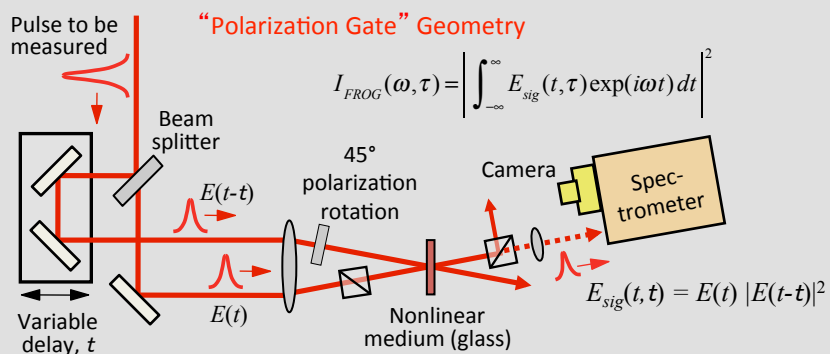 “Polarization Gate” Geometry
Pulse to be
measured
I_FROG(ω,τ) = |∫_{-∞}^{∞} E_sig(t,τ) exp(iωt) dt|²
Beam
splitter
45°
polarization
rotation
Camera
Spec-
trometer
E(t-t)
E(t)
E_sig(t,t) = E(t) |E(t-t)|²
Variable
delay, t
Nonlinear
medium (glass)